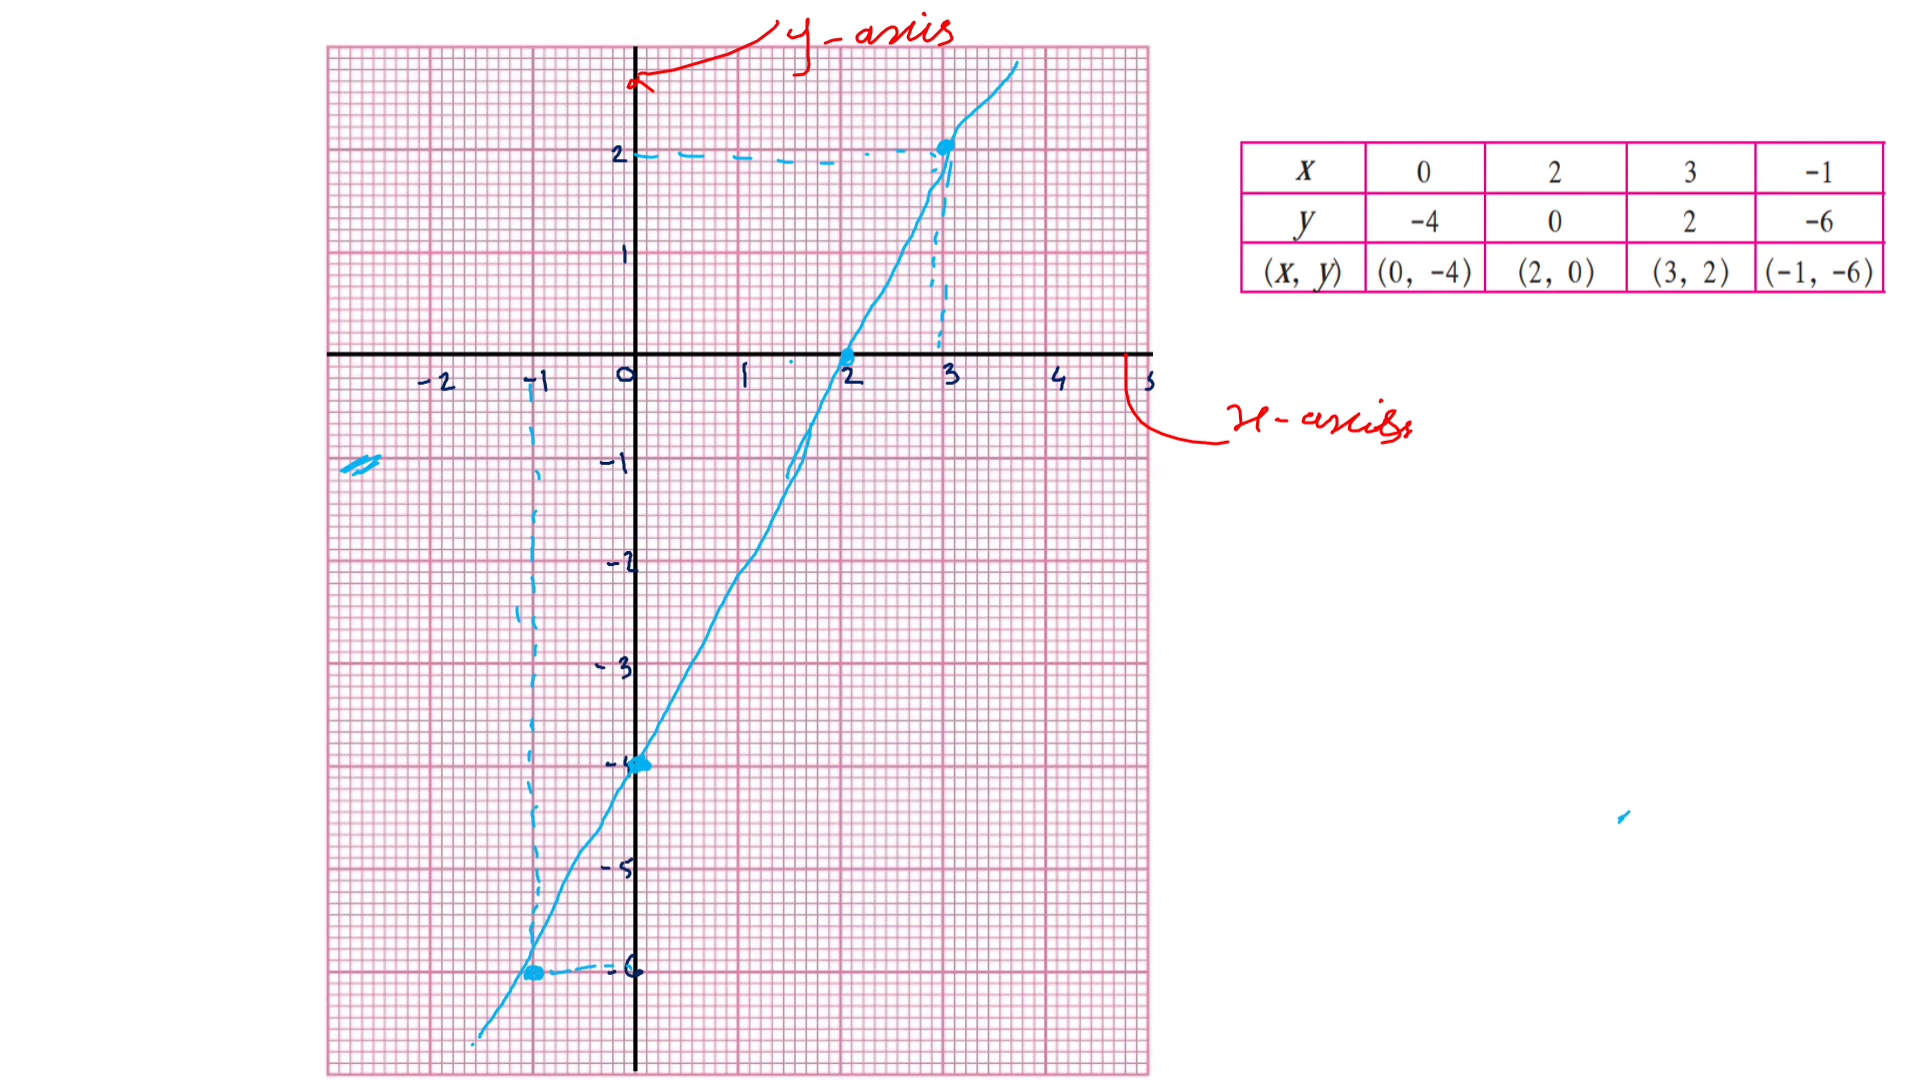 y-axis
2
1
-2 -1 0 1 2 3 4 5
-1
-2
-3
-4
-5
-6
x-axis
x 0 2 3 -1
y -4 0 2 -6
(x, y) (0, -4) (2, 0) (3, 2) (-1, -6)